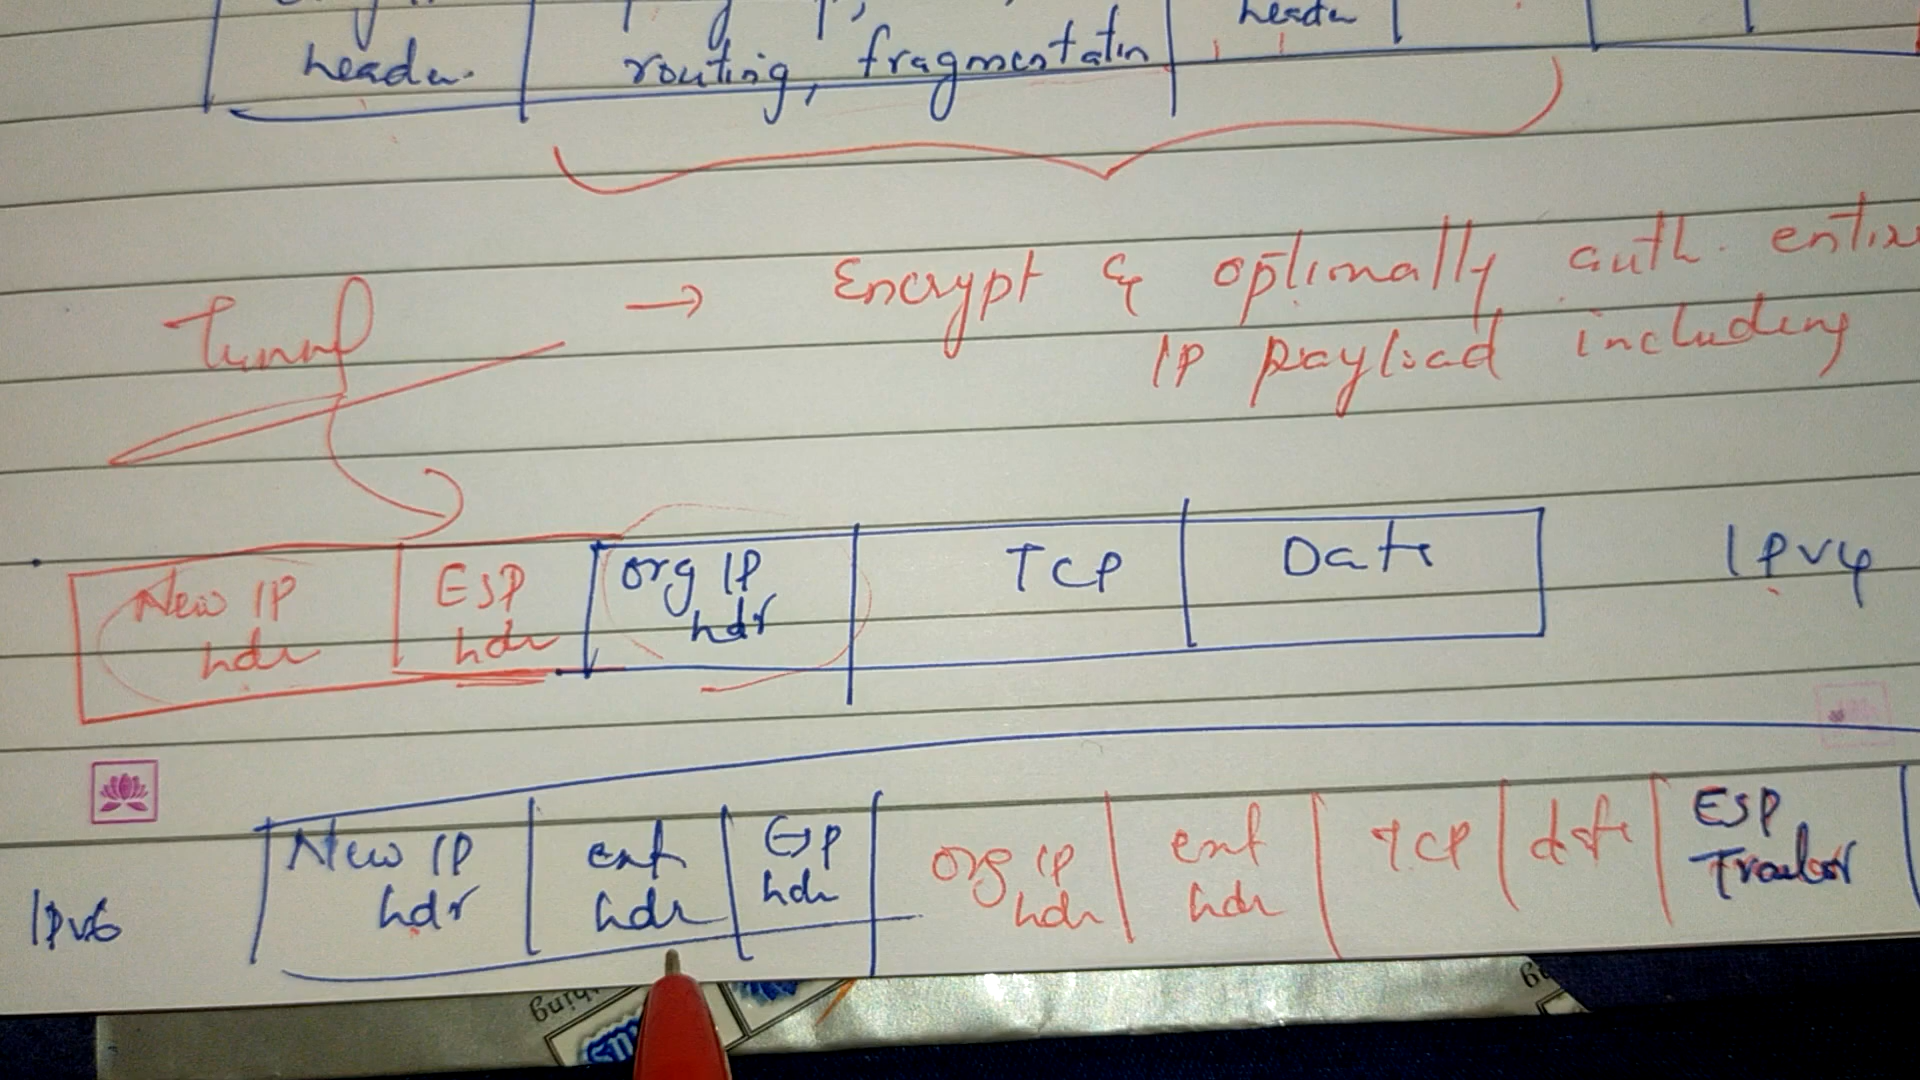 header
header
routing, fragmentatin
Tunnel → Encrypt & optionally auth. entire
IP payload including
New IP hdr ESP hdr Org IP hdr TCP Data IPv4
IPv6 New IP hdr ext hdr ESP hdr org IP hdr ext hdr TCP data ESP Trailor